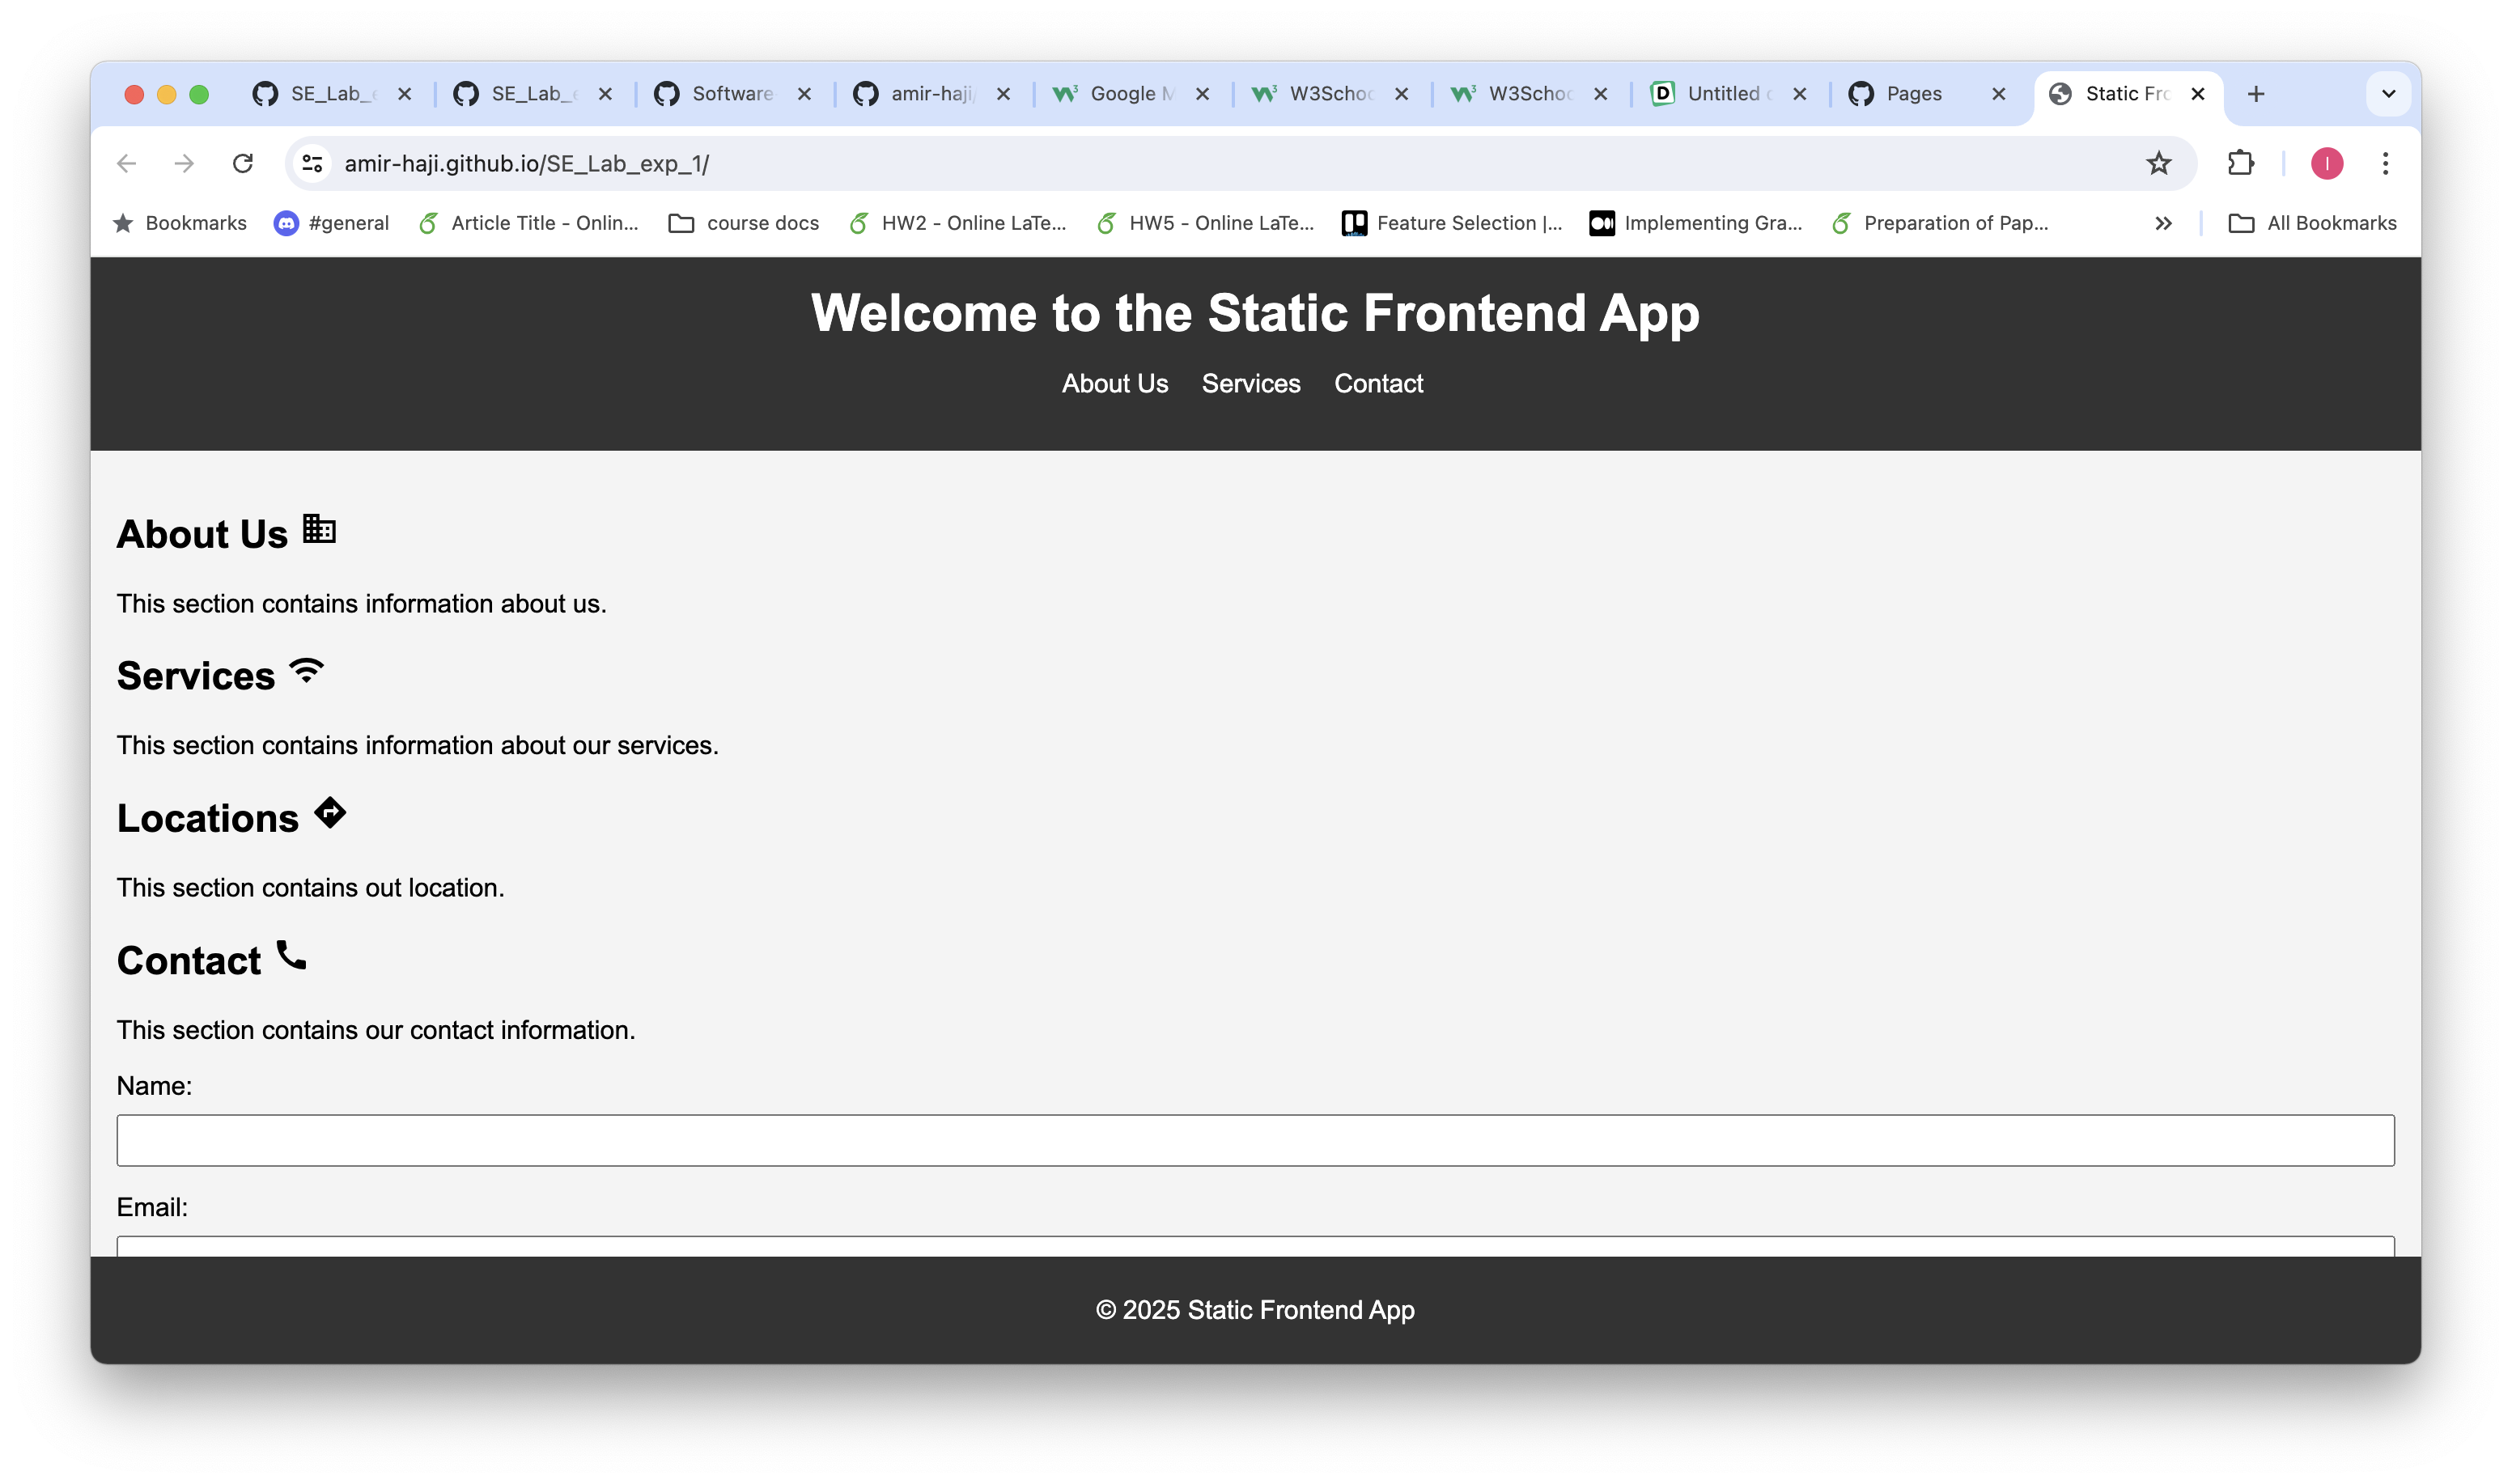 SE_Lab_ SE_Lab_ Software amir-haji Google W3Scho W3Scho Untitled Pages Static Fr
amir-haji.github.io/SE_Lab_exp_1/
Bookmarks #general Article Title - Onlin... course docs HW2 - Online LaTe... HW5 - Online LaTe... Feature Selection |... Implementing Gra... Preparation of Pap... All Bookmarks
Welcome to the Static Frontend App
About Us Services Contact
About Us
This section contains information about us.
Services
This section contains information about our services.
Locations
This section contains out location.
Contact
This section contains our contact information.
Name:
Email:
© 2025 Static Frontend App